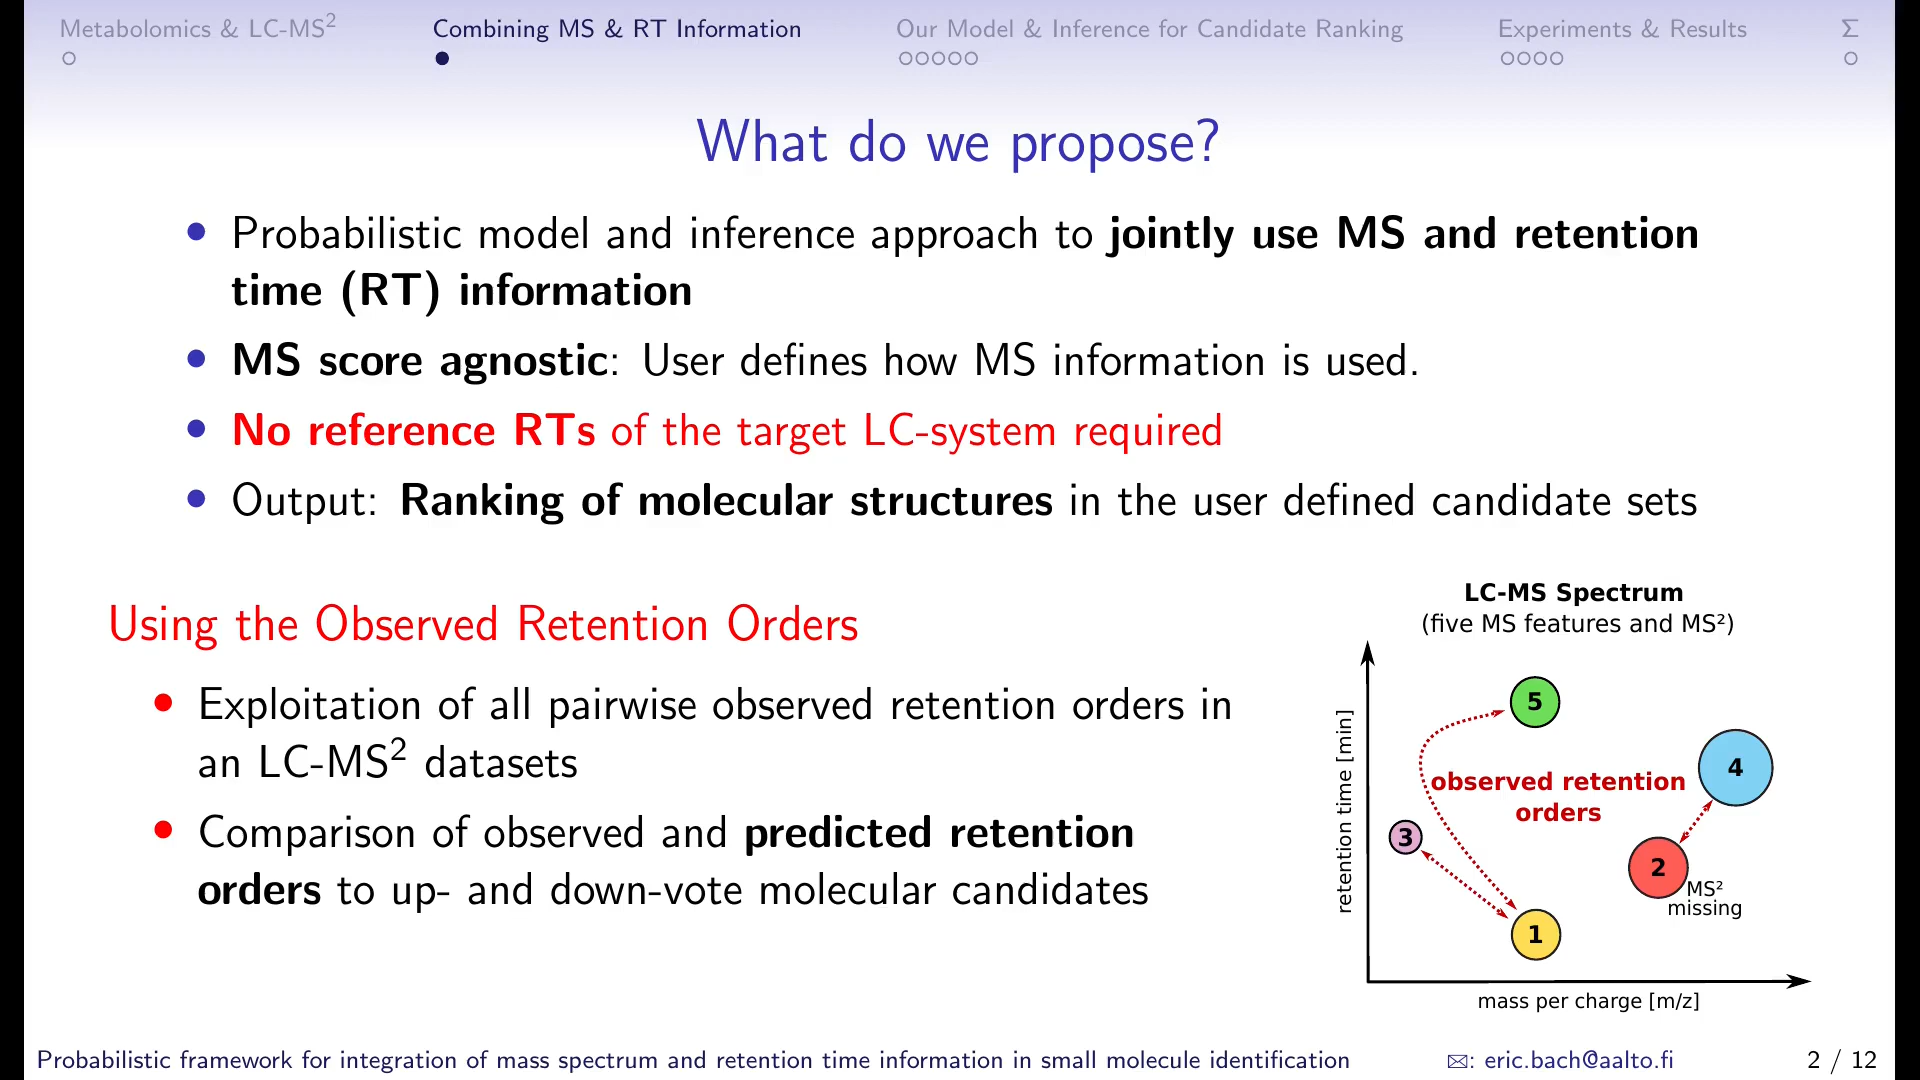 Metabolomics & LC-MS² Combining MS & RT Information Our Model & Inference for Candidate Ranking Experiments & Results Σ
What do we propose?
• Probabilistic model and inference approach to jointly use MS and retention
time (RT) information
• MS score agnostic: User defines how MS information is used.
• No reference RTs of the target LC-system required
• Output: Ranking of molecular structures in the user defined candidate sets
Using the Observed Retention Orders
• Exploitation of all pairwise observed retention orders in
an LC-MS² datasets
• Comparison of observed and predicted retention
orders to up- and down-vote molecular candidates
LC-MS Spectrum
(five MS features and MS²)
retention time [min]
5
4
observed retention
orders
3
2
MS²
missing
1
mass per charge [m/z]
Probabilistic framework for integration of mass spectrum and retention time information in small molecule identification ✉: eric.bach@aalto.fi 2 / 12